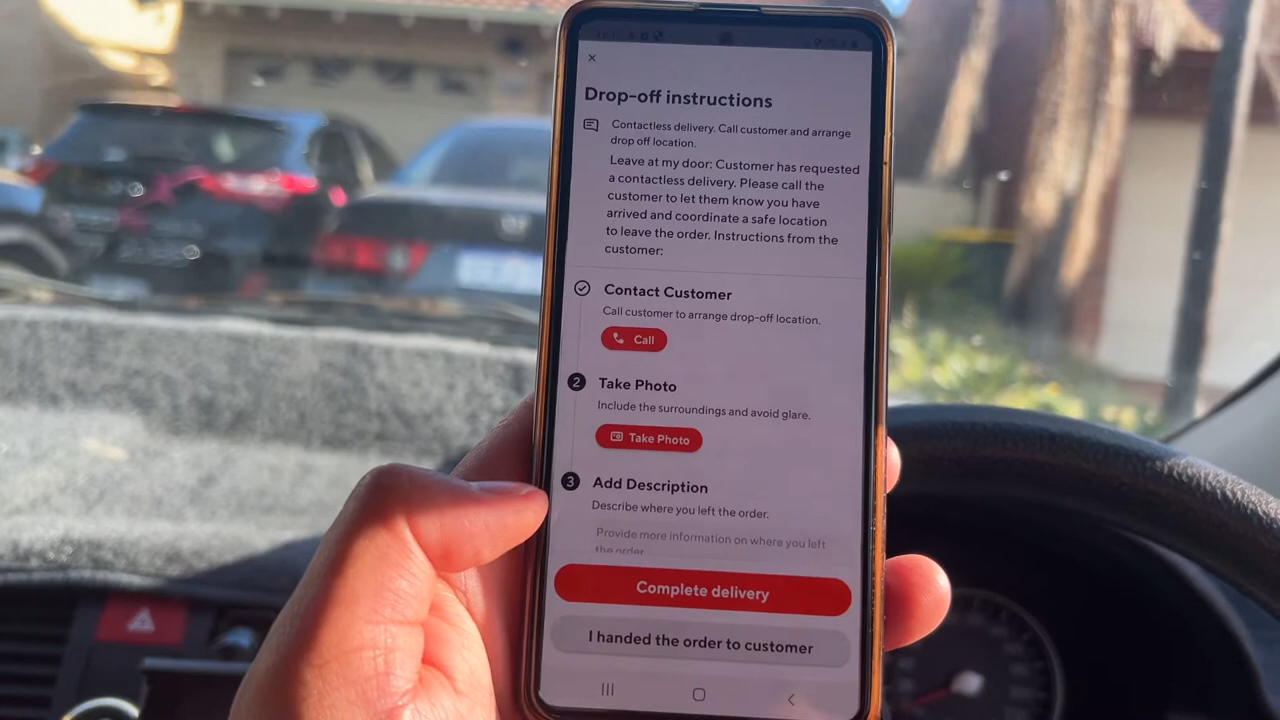 Drop-off instructions
Contactless delivery. Call customer and arrange
drop off location.
Leave at my door: Customer has requested
a contactless delivery. Please call the
customer to let them know you have
arrived and coordinate a safe location
to leave the order. Instructions from the
customer:
Contact Customer
Call customer to arrange drop-off location.
Call
2 Take Photo
Include the surroundings and avoid glare.
Take Photo
3 Add Description
Describe where you left the order.
Provide more information on where you left
the order
Complete delivery
I handed the order to customer